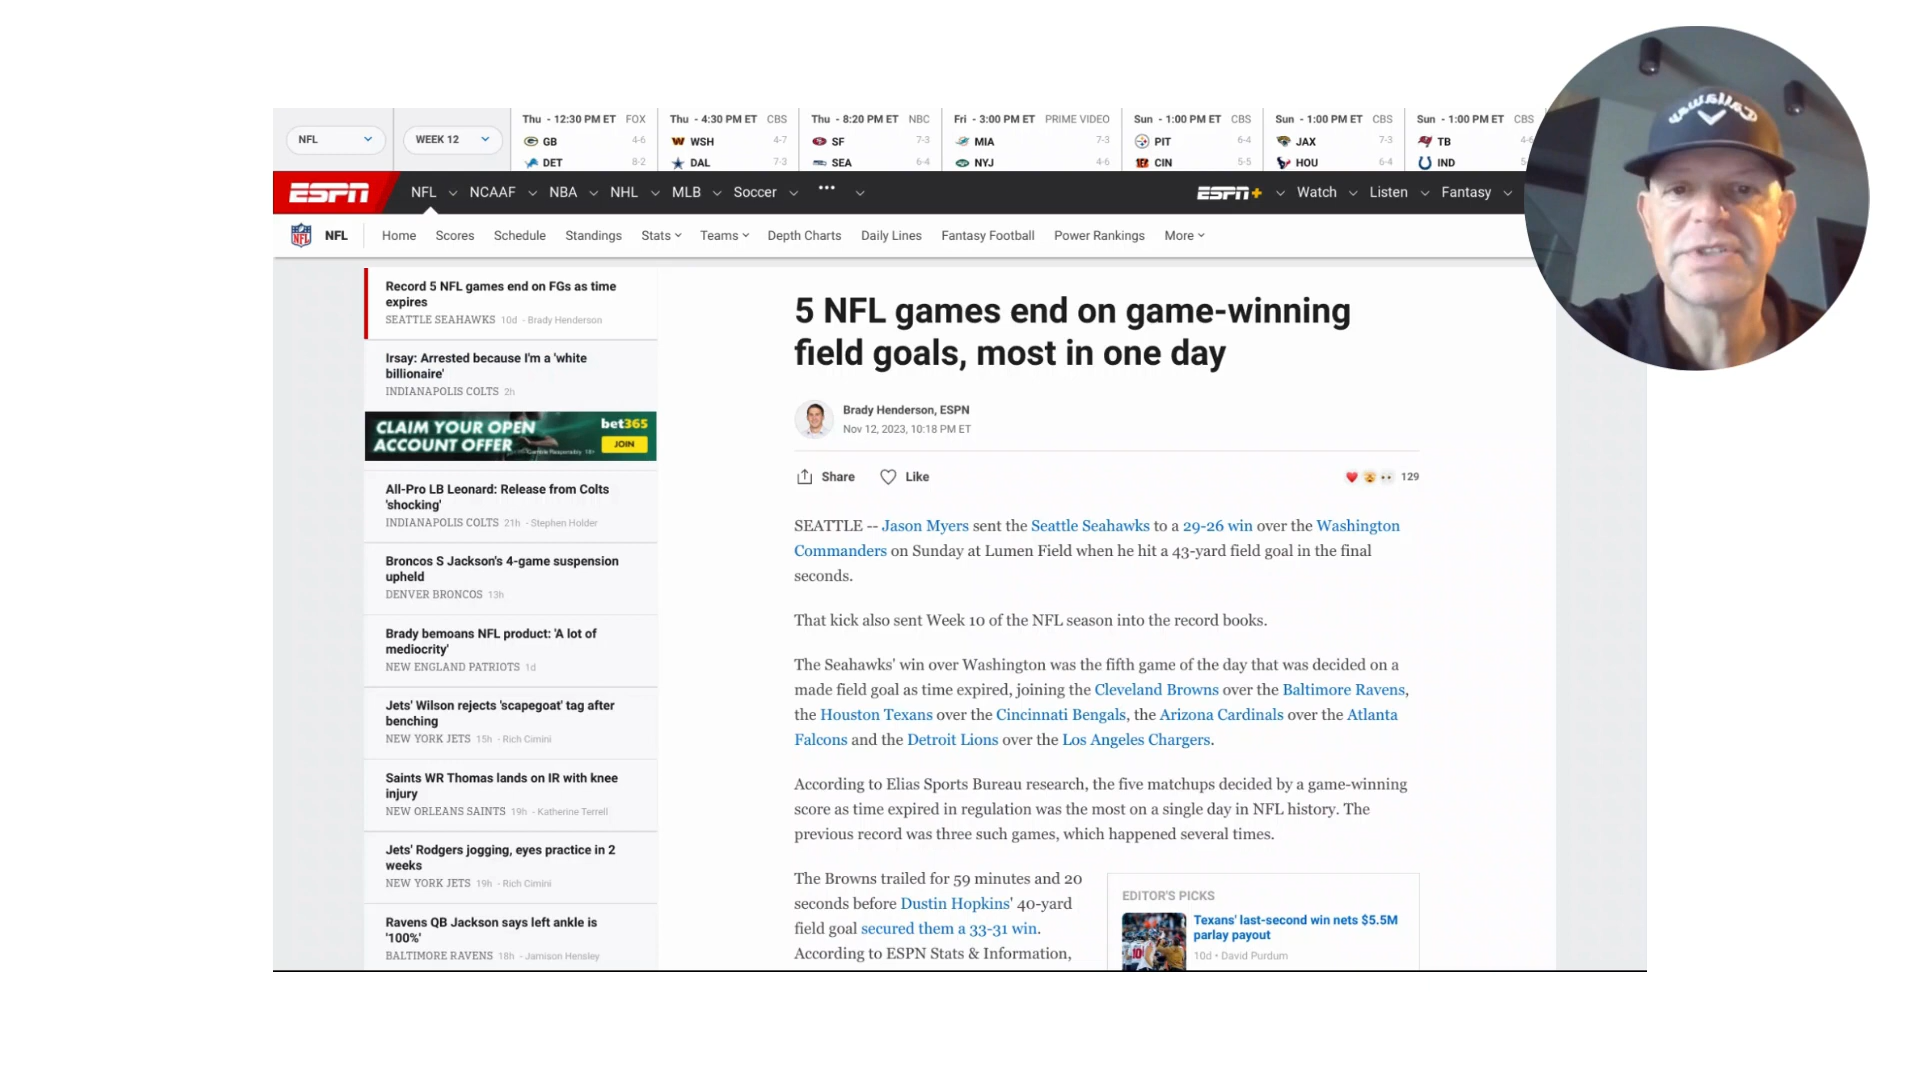 NFL
WEEK 12
Thu - 12:30 PM ET FOX
GB 4-6
DET 8-2
Thu - 4:30 PM ET CBS
WSH 4-7
DAL 7-3
Thu - 8:20 PM ET NBC
SF 7-3
SEA 6-4
Fri - 3:00 PM ET PRIME VIDEO
MIA 7-3
NYJ 4-6
Sun - 1:00 PM ET CBS
PIT 6-4
CIN 5-5
Sun - 1:00 PM ET CBS
JAX 7-3
HOU 6-4
Sun - 1:00 PM ET CBS
TB 4-6
IND 5
Callaway
ESPN NFL NCAAF NBA NHL MLB Soccer ••• ESPN+ Watch Listen Fantasy
NFL NFL Home Scores Schedule Standings Stats Teams Depth Charts Daily Lines Fantasy Football Power Rankings More
Record 5 NFL games end on FGs as time
expires
SEATTLE SEAHAWKS 10d - Brady Henderson
Irsay: Arrested because I'm a 'white
billionaire'
INDIANAPOLIS COLTS 2h
CLAIM YOUR OPEN
ACCOUNT OFFER
bet365
JOIN
All-Pro LB Leonard: Release from Colts
'shocking'
INDIANAPOLIS COLTS 21h - Stephen Holder
Broncos S Jackson's 4-game suspension
upheld
DENVER BRONCOS 13h
Brady bemoans NFL product: 'A lot of
mediocrity'
NEW ENGLAND PATRIOTS 1d
Jets' Wilson rejects 'scapegoat' tag after
benching
NEW YORK JETS 15h - Rich Cimini
Saints WR Thomas lands on IR with knee
injury
NEW ORLEANS SAINTS 19h - Katherine Terrell
Jets' Rodgers jogging, eyes practice in 2
weeks
NEW YORK JETS 19h - Rich Cimini
Ravens QB Jackson says left ankle is
'100%'
BALTIMORE RAVENS 18h - Jamison Hensley
5 NFL games end on game-winning
field goals, most in one day
Brady Henderson, ESPN
Nov 12, 2023, 10:18 PM ET
Share Like 129
SEATTLE -- Jason Myers sent the Seattle Seahawks to a 29-26 win over the Washington
Commanders on Sunday at Lumen Field when he hit a 43-yard field goal in the final
seconds.
That kick also sent Week 10 of the NFL season into the record books.
The Seahawks' win over Washington was the fifth game of the day that was decided on a
made field goal as time expired, joining the Cleveland Browns over the Baltimore Ravens,
the Houston Texans over the Cincinnati Bengals, the Arizona Cardinals over the Atlanta
Falcons and the Detroit Lions over the Los Angeles Chargers.
According to Elias Sports Bureau research, the five matchups decided by a game-winning
score as time expired in regulation was the most on a single day in NFL history. The
previous record was three such games, which happened several times.
The Browns trailed for 59 minutes and 20
seconds before Dustin Hopkins' 40-yard
field goal secured them a 33-31 win.
According to ESPN Stats & Information,
EDITOR'S PICKS
Texans' last-second win nets $5.5M
parlay payout
10d • David Purdum